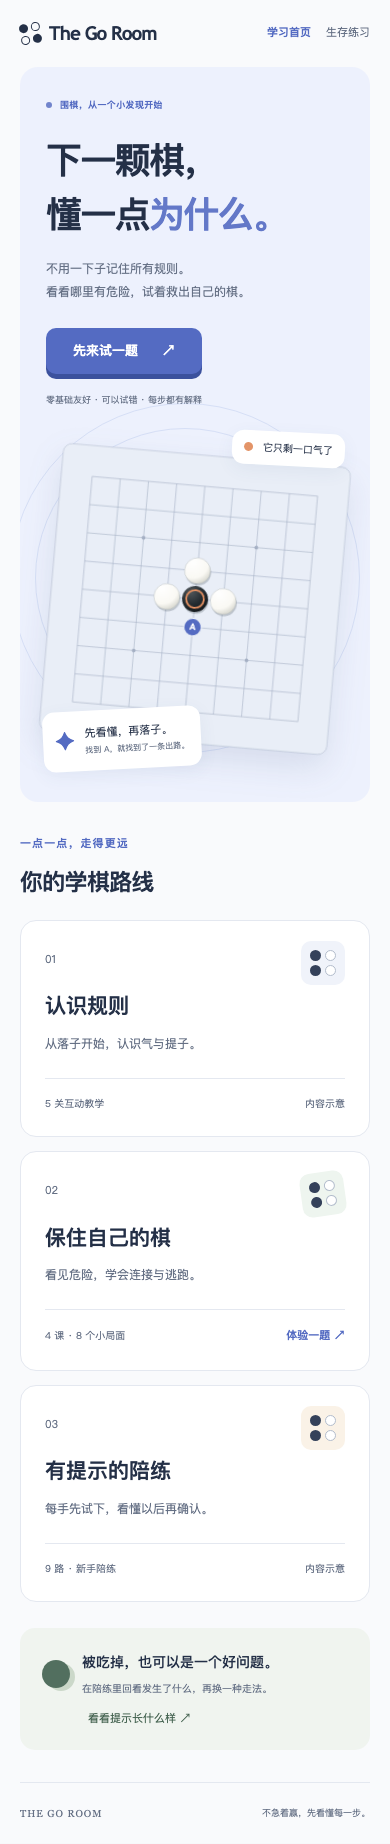 The Go Room
学习首页
生存练习
围棋，从一个小发现开始
下一颗棋，
懂一点为什么。
不用一下子记住所有规则。
看看哪里有危险，试着救出自己的棋。
先来试一题 ↗
零基础友好 · 可以试错 · 每步都有解释
它只剩一口气了
A
先看懂，再落子。
找到 A，就找到了一条出路。
一点一点，走得更远
你的学棋路线
01
认识规则
从落子开始，认识气与提子。
5 关互动教学
内容示意
02
保住自己的棋
看见危险，学会连接与逃跑。
4 课 · 8 个小局面
体验一题 ↗
03
有提示的陪练
每手先试下，看懂以后再确认。
9 路 · 新手陪练
内容示意
被吃掉，也可以是一个好问题。
在陪练里回看发生了什么，再换一种走法。
看看提示长什么样 ↗
THE GO ROOM
不急着赢，先看懂每一步。